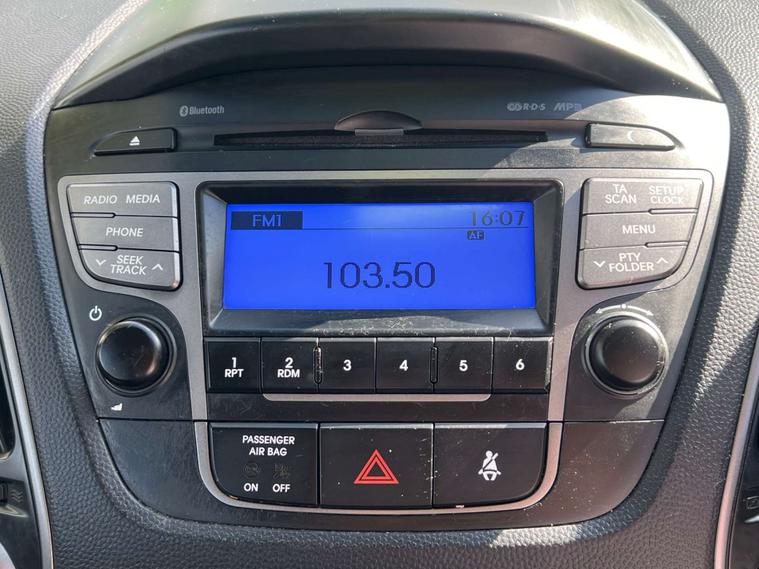 Bluetooth
R·D·S MP3
RADIO MEDIA
PHONE
SEEK
TRACK
TA
SCAN
SETUP
CLOCK
MENU
PTY
FOLDER
FM1 16:07
AF
103.50
1
RPT
2
RDM
3
4
5
6
PASSENGER
AIR BAG
ON OFF